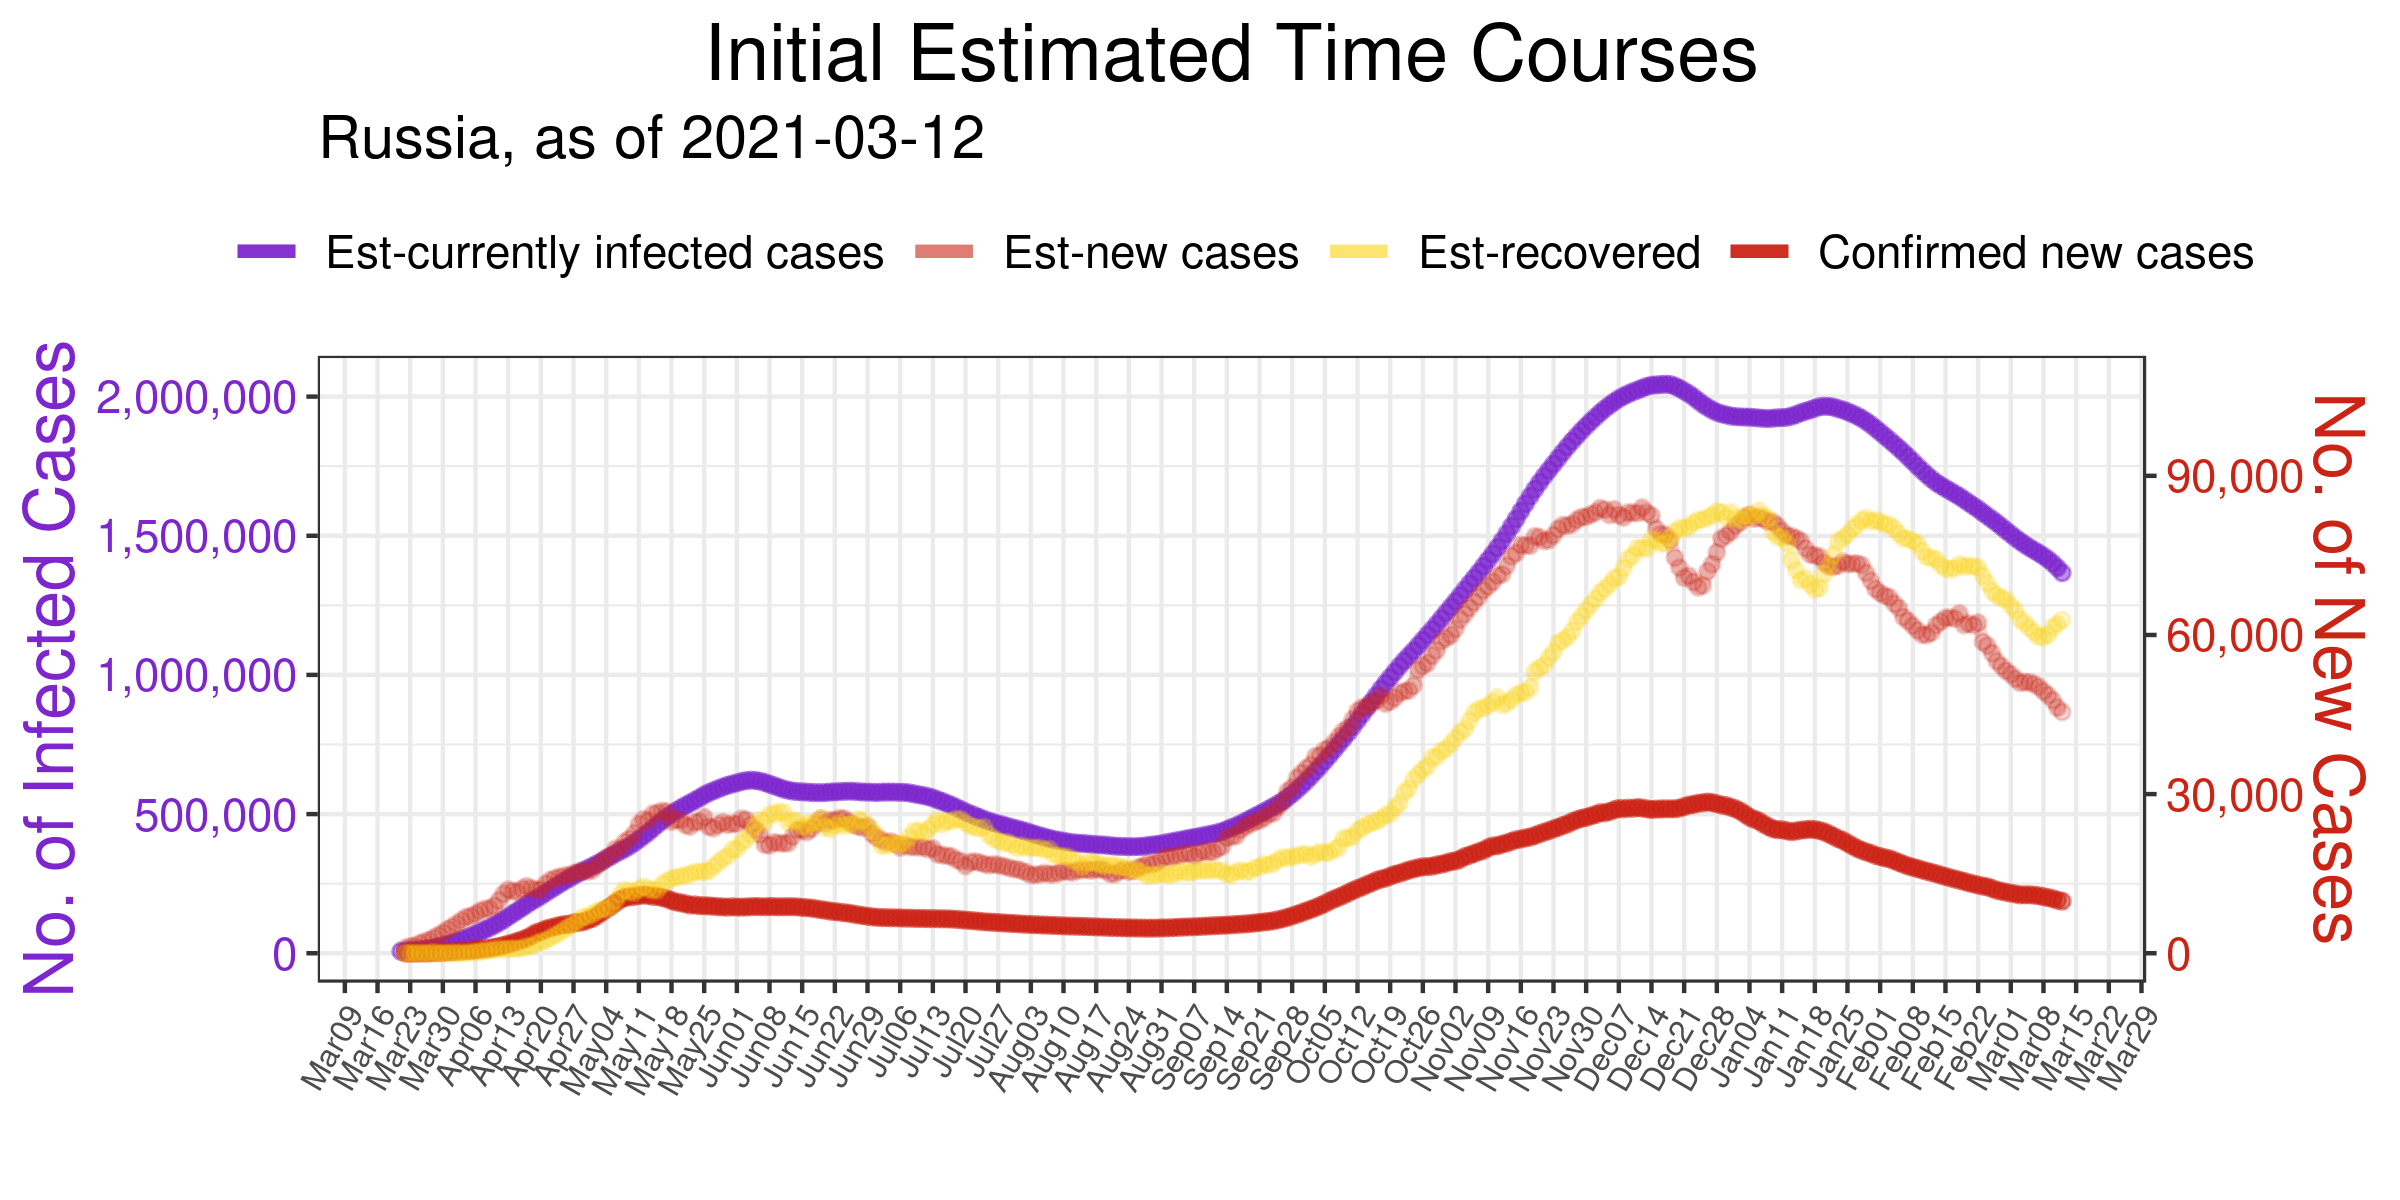 Initial Estimated Time Courses
Russia, as of 2021-03-12
Est-currently infected cases Est-new cases Est-recovered Confirmed new cases
No. of Infected Cases
2,000,000
1,500,000
1,000,000
500,000
0
90,000
60,000
30,000
0
No. of New Cases
Mar09 Mar16 Mar23 Mar30 Apr06 Apr13 Apr20 Apr27 May04 May11 May18 May25 Jun01 Jun08 Jun15 Jun22 Jun29 Jul06 Jul13 Jul20 Jul27 Aug03 Aug10 Aug17 Aug24 Aug31 Sep07 Sep14 Sep21 Sep28 Oct05 Oct12 Oct19 Oct26 Nov02 Nov09 Nov16 Nov23 Nov30 Dec07 Dec14 Dec21 Dec28 Jan04 Jan11 Jan18 Jan25 Feb01 Feb08 Feb15 Feb22 Mar01 Mar08 Mar15 Mar22 Mar29